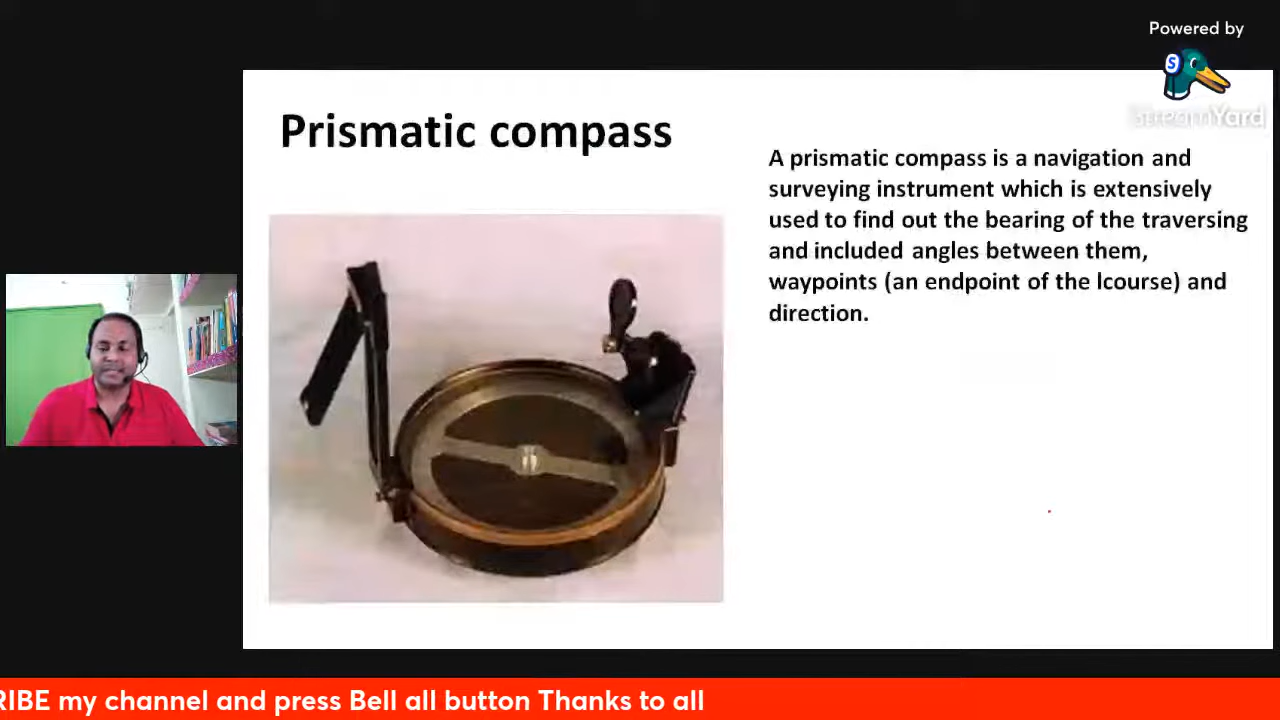 Powered by
StreamYard
Prismatic compass
A prismatic compass is a navigation and
surveying instrument which is extensively
used to find out the bearing of the traversing
and included angles between them,
waypoints (an endpoint of the lcourse) and
direction.
RIBE my channel and press Bell all button Thanks to all